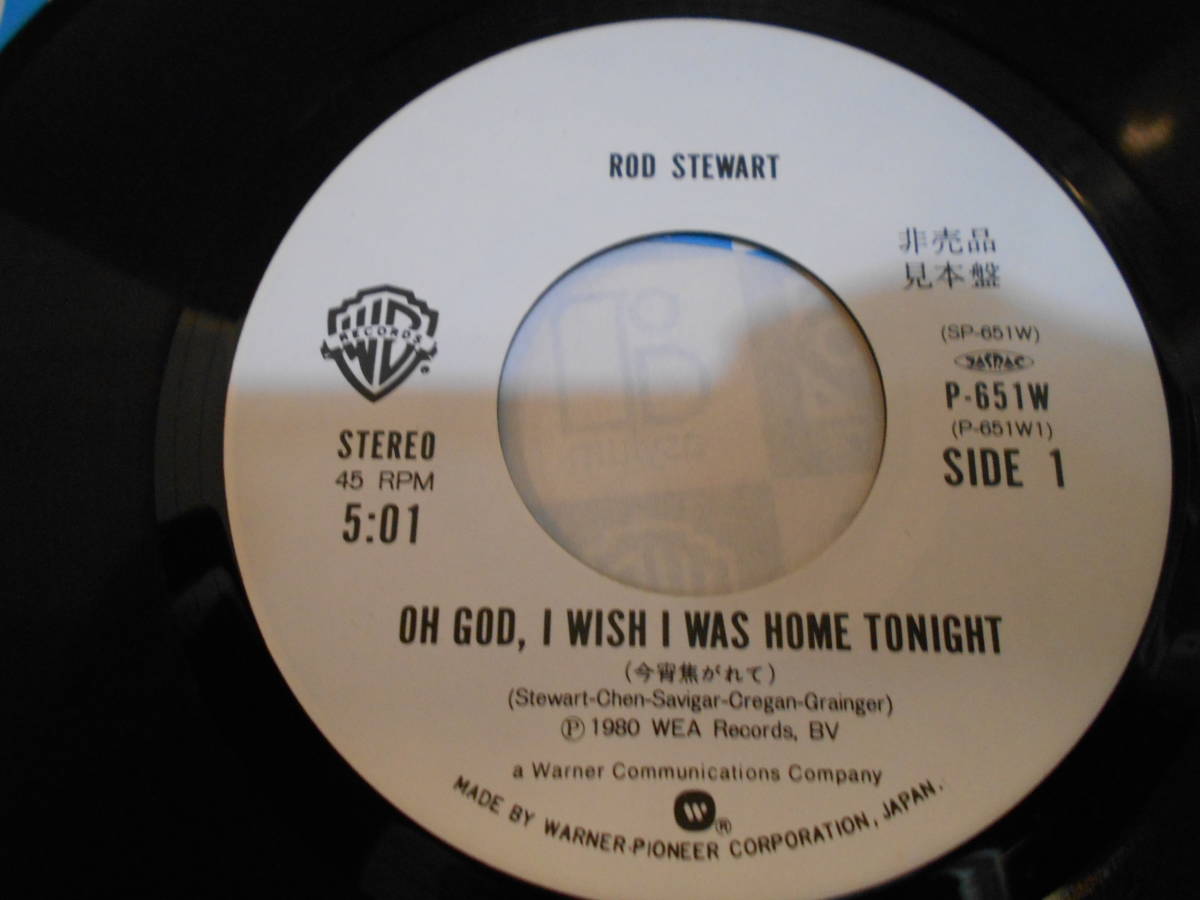 ROD STEWART
非売品
見本盤
RECORDS
(SP-651W)
JASRAC
P-651W
(P-651W1)
SIDE 1
STEREO
45 RPM
5:01
OH GOD, I WISH I WAS HOME TONIGHT
(今宵焦がれて)
(Stewart-Chen-Savigar-Cregan-Grainger)
Ⓟ 1980 WEA Records, BV
a Warner Communications Company
MADE BY WARNER-PIONEER CORPORATION, JAPAN.